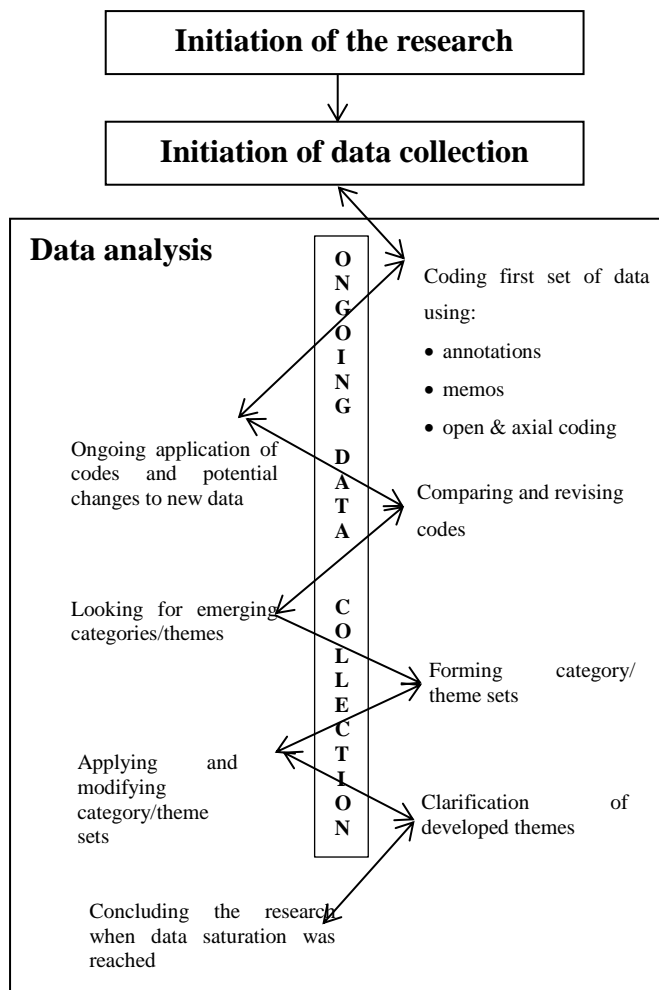 Initiation of the research
Initiation of data collection
Data analysis
ONGOING DATA COLLECTION
Coding first set of data
using:
• annotations
• memos
• open & axial coding
Ongoing application of
codes and potential
changes to new data
Comparing and revising
codes
Looking for emerging
categories/themes
Forming category/
theme sets
Applying and
modifying
category/theme
sets
Clarification of
developed themes
Concluding the research
when data saturation was
reached